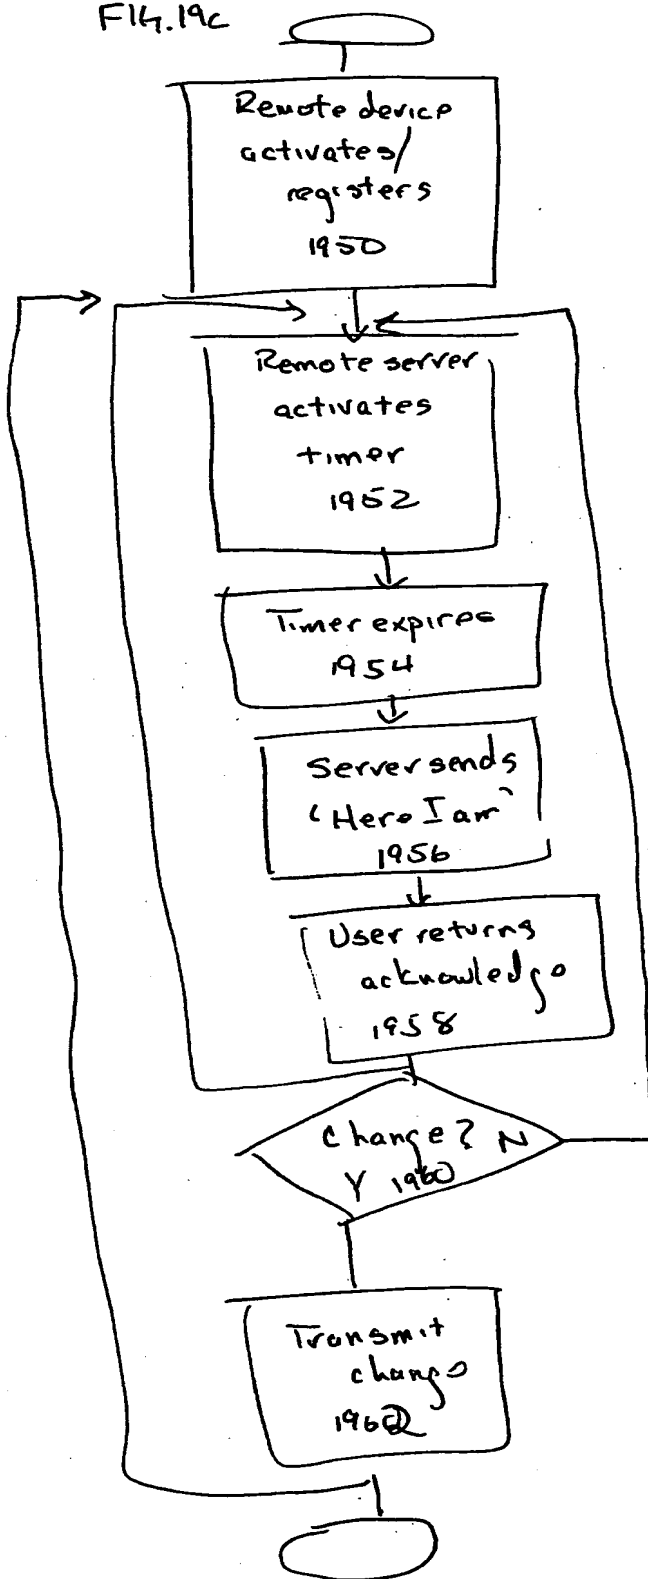 FIG.19c
Remote device
activates/
registers
1950
Remote server
activates
timer
1952
Timer expires
1954
Server sends
'Here I am'
1956
User returns
acknowledge
1958
Change? N
Y 1960
Transmit
change
1962